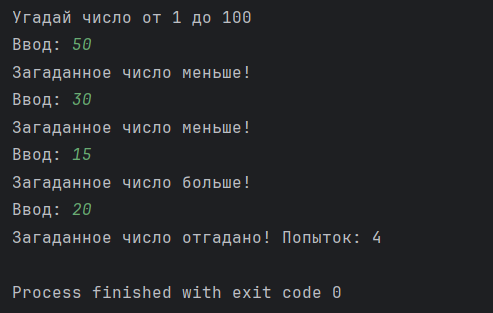 Угадай число от 1 до 100
Ввод: 50
Загаданное число меньше!
Ввод: 30
Загаданное число меньше!
Ввод: 15
Загаданное число больше!
Ввод: 20
Загаданное число отгадано! Попыток: 4
Process finished with exit code 0